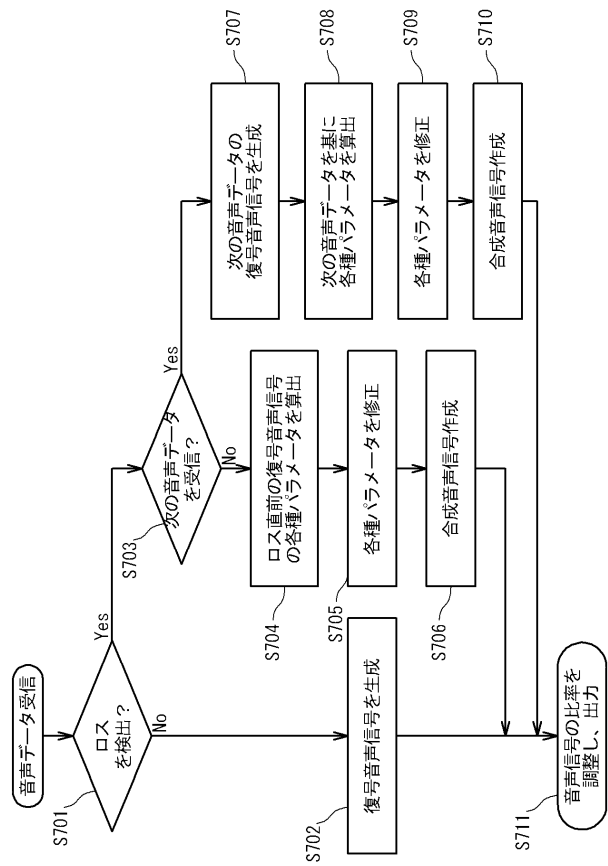 音声データ受信
S701
ロス
を検出？
Yes
No
S702
復号音声信号を生成
S703
次の音声データ
を受信？
Yes
No
S704
ロス直前の復号音声信号
の各種パラメータを算出
S705
各種パラメータを修正
S706
合成音声信号作成
S707
次の音声データの
復号音声信号を生成
S708
次の音声データを基に
各種パラメータを算出
S709
各種パラメータを修正
S710
合成音声信号作成
S711
音声信号の比率を
調整し、出力